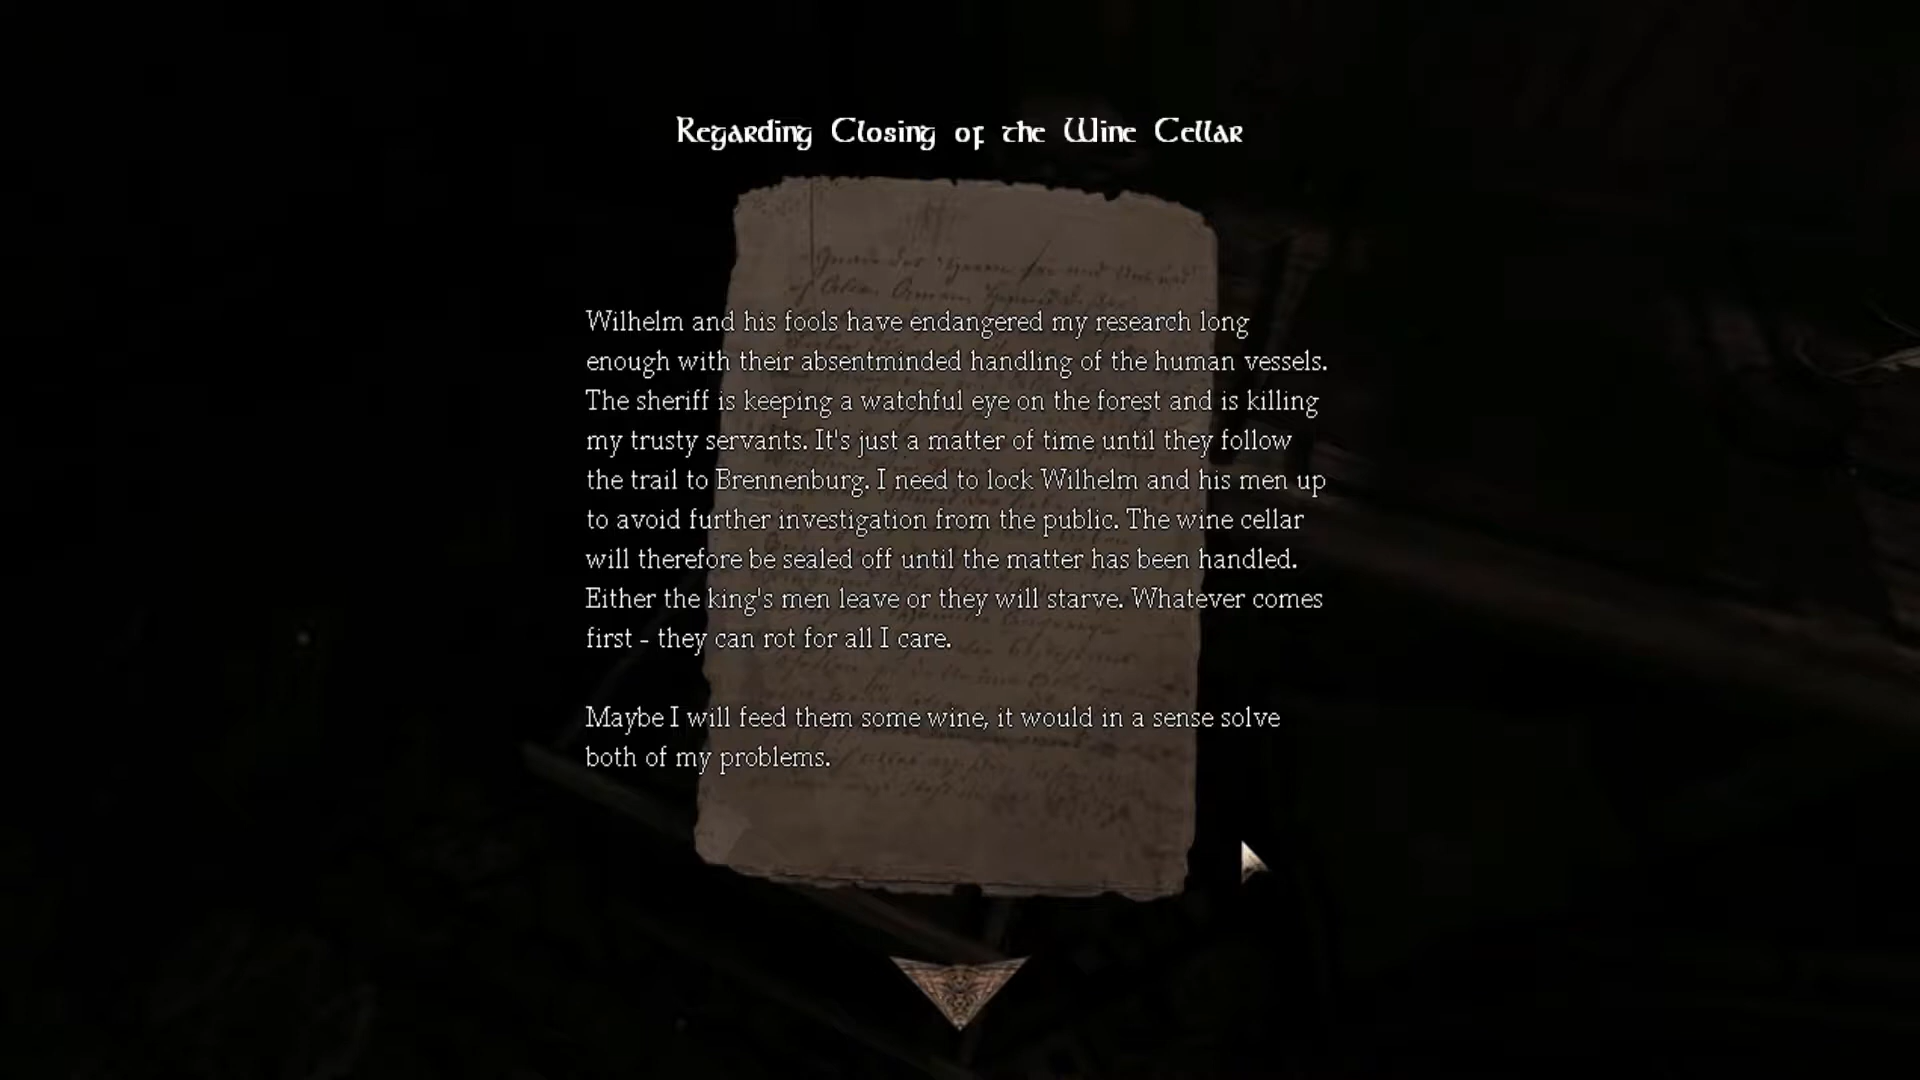 Regarding Closing of the Wine Cellar
Wilhelm and his fools have endangered my research long
enough with their absentminded handling of the human vessels.
The sheriff is keeping a watchful eye on the forest and is killing
my trusty servants. It's just a matter of time until they follow
the trail to Brennenburg. I need to lock Wilhelm and his men up
to avoid further investigation from the public. The wine cellar
will therefore be sealed off until the matter has been handled.
Either the king's men leave or they will starve. Whatever comes
first - they can rot for all I care.
Maybe I will feed them some wine, it would in a sense solve
both of my problems.